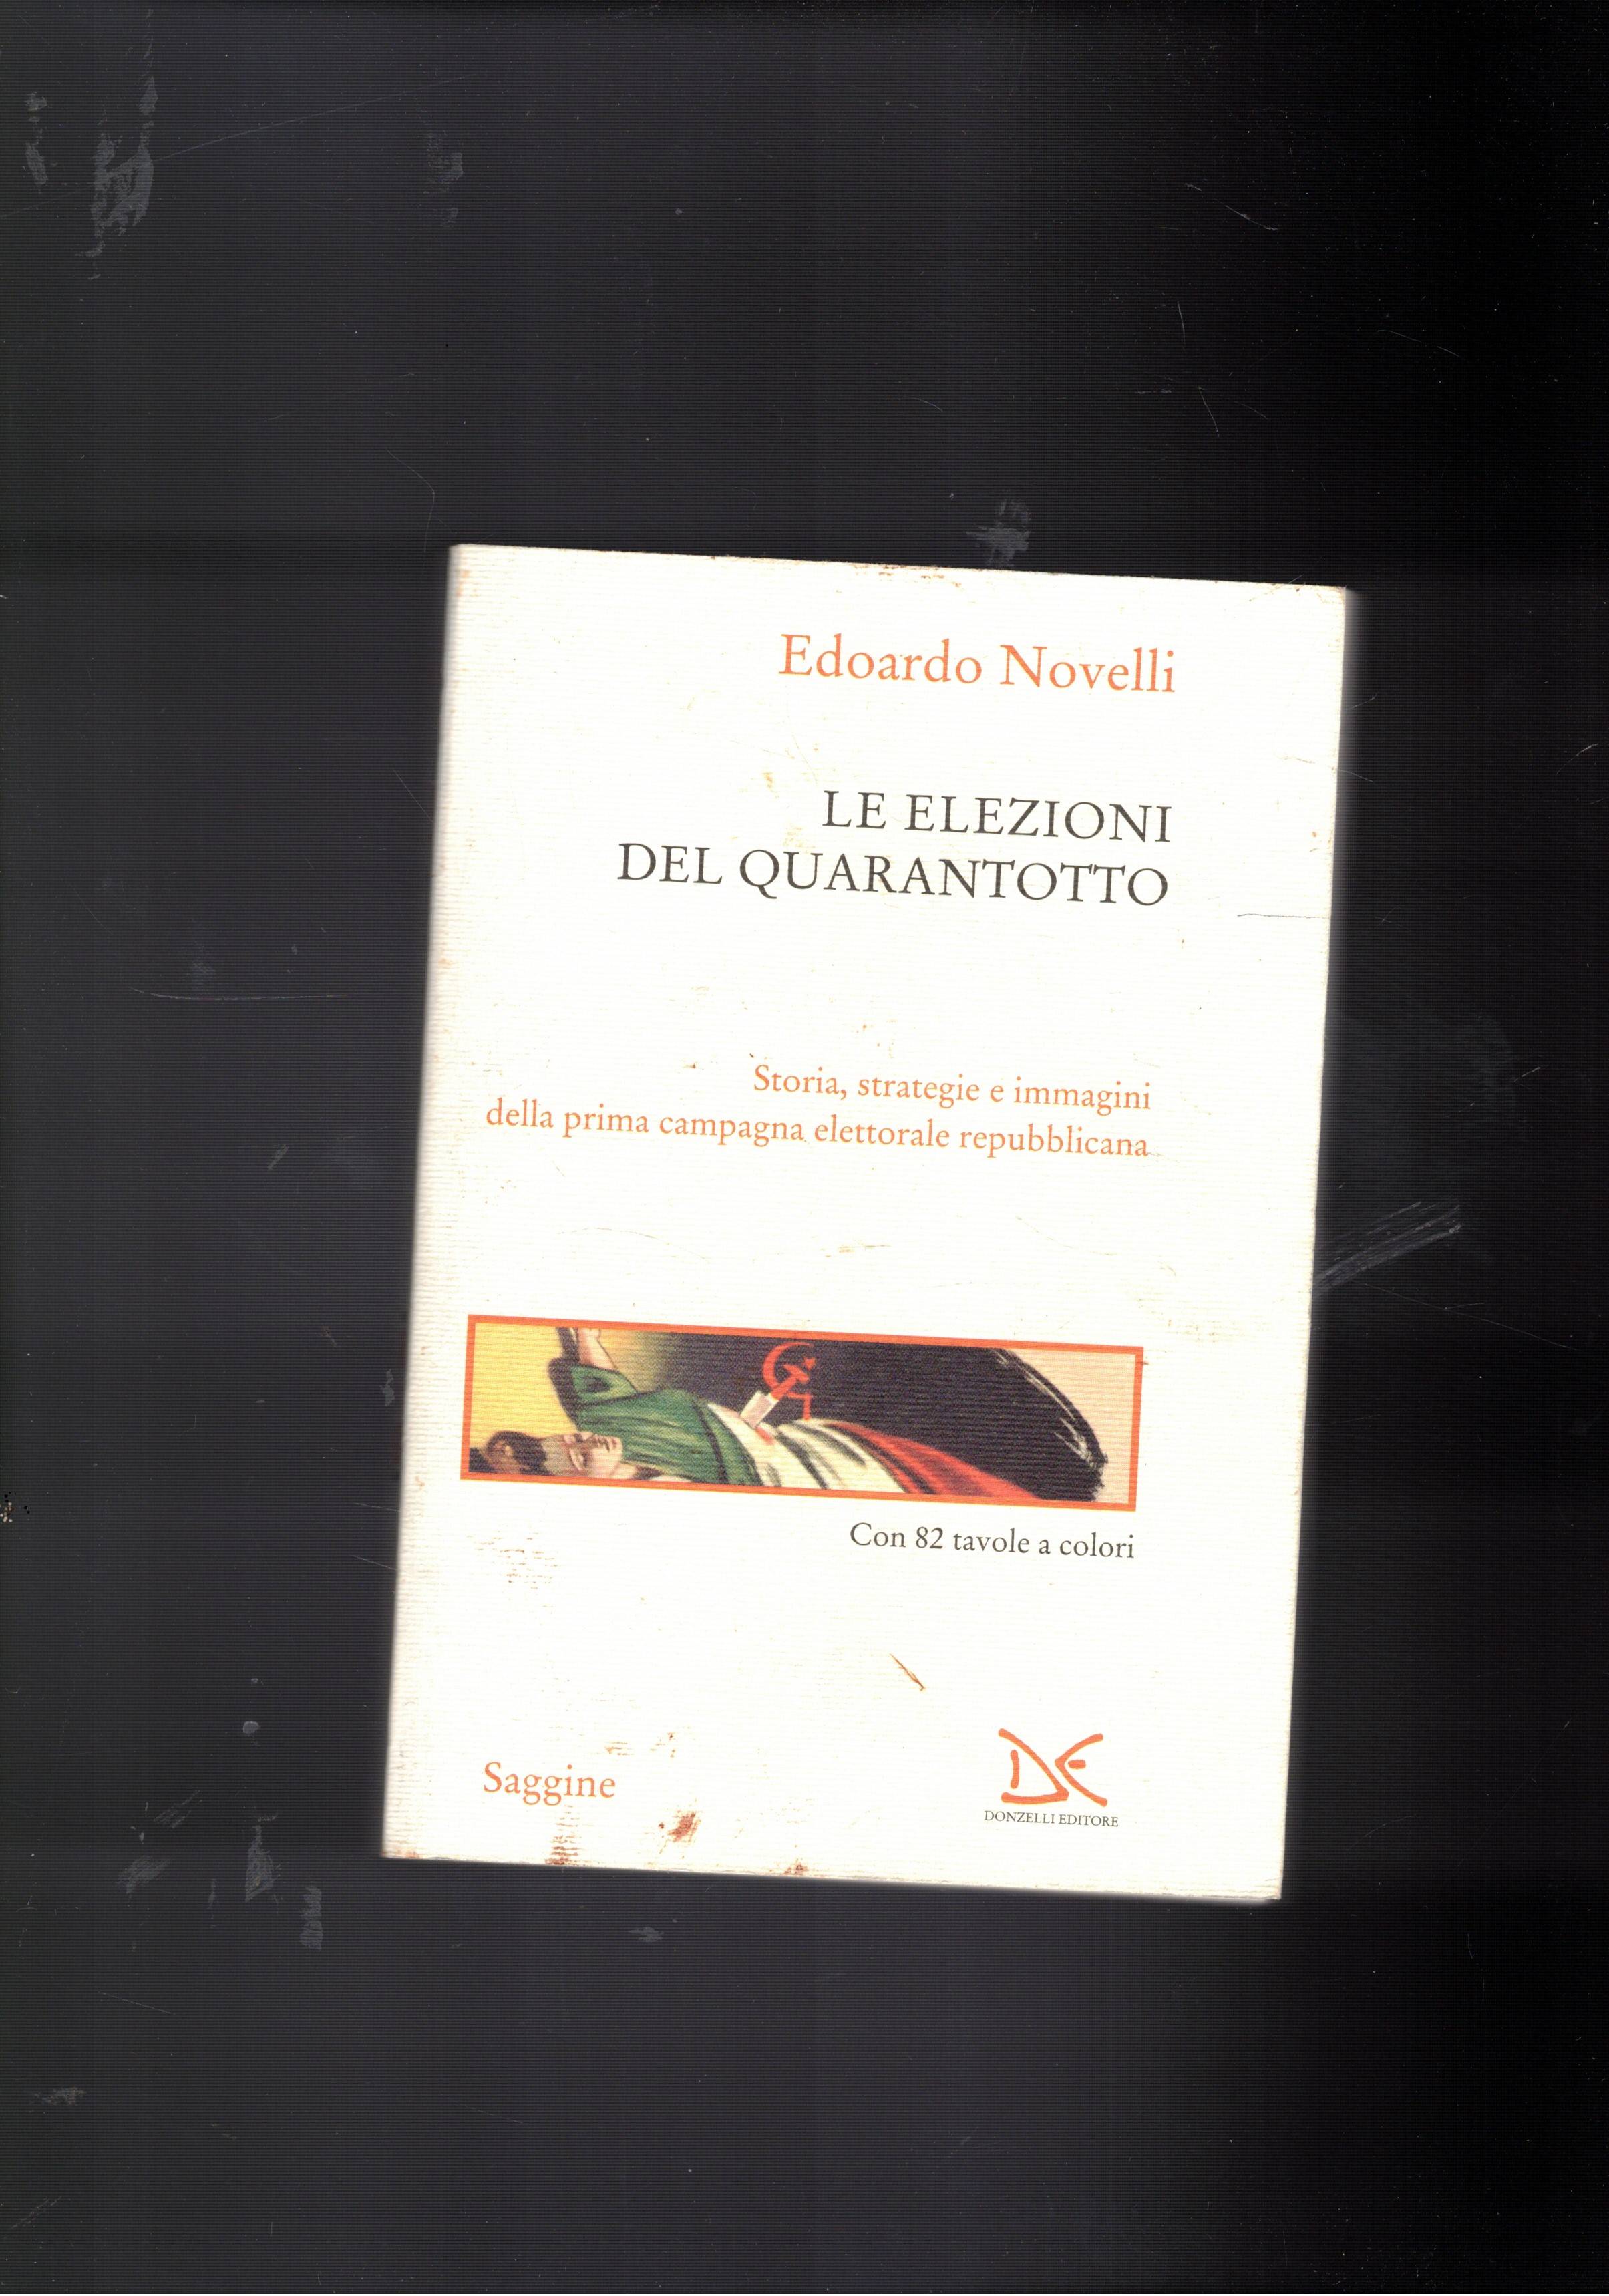 Edoardo Novelli
LE ELEZIONI
DEL QUARANTOTTO
Storia, strategie e immagini
della prima campagna elettorale repubblicana
Con 82 tavole a colori
Saggine
DE
DONZELLI EDITORE